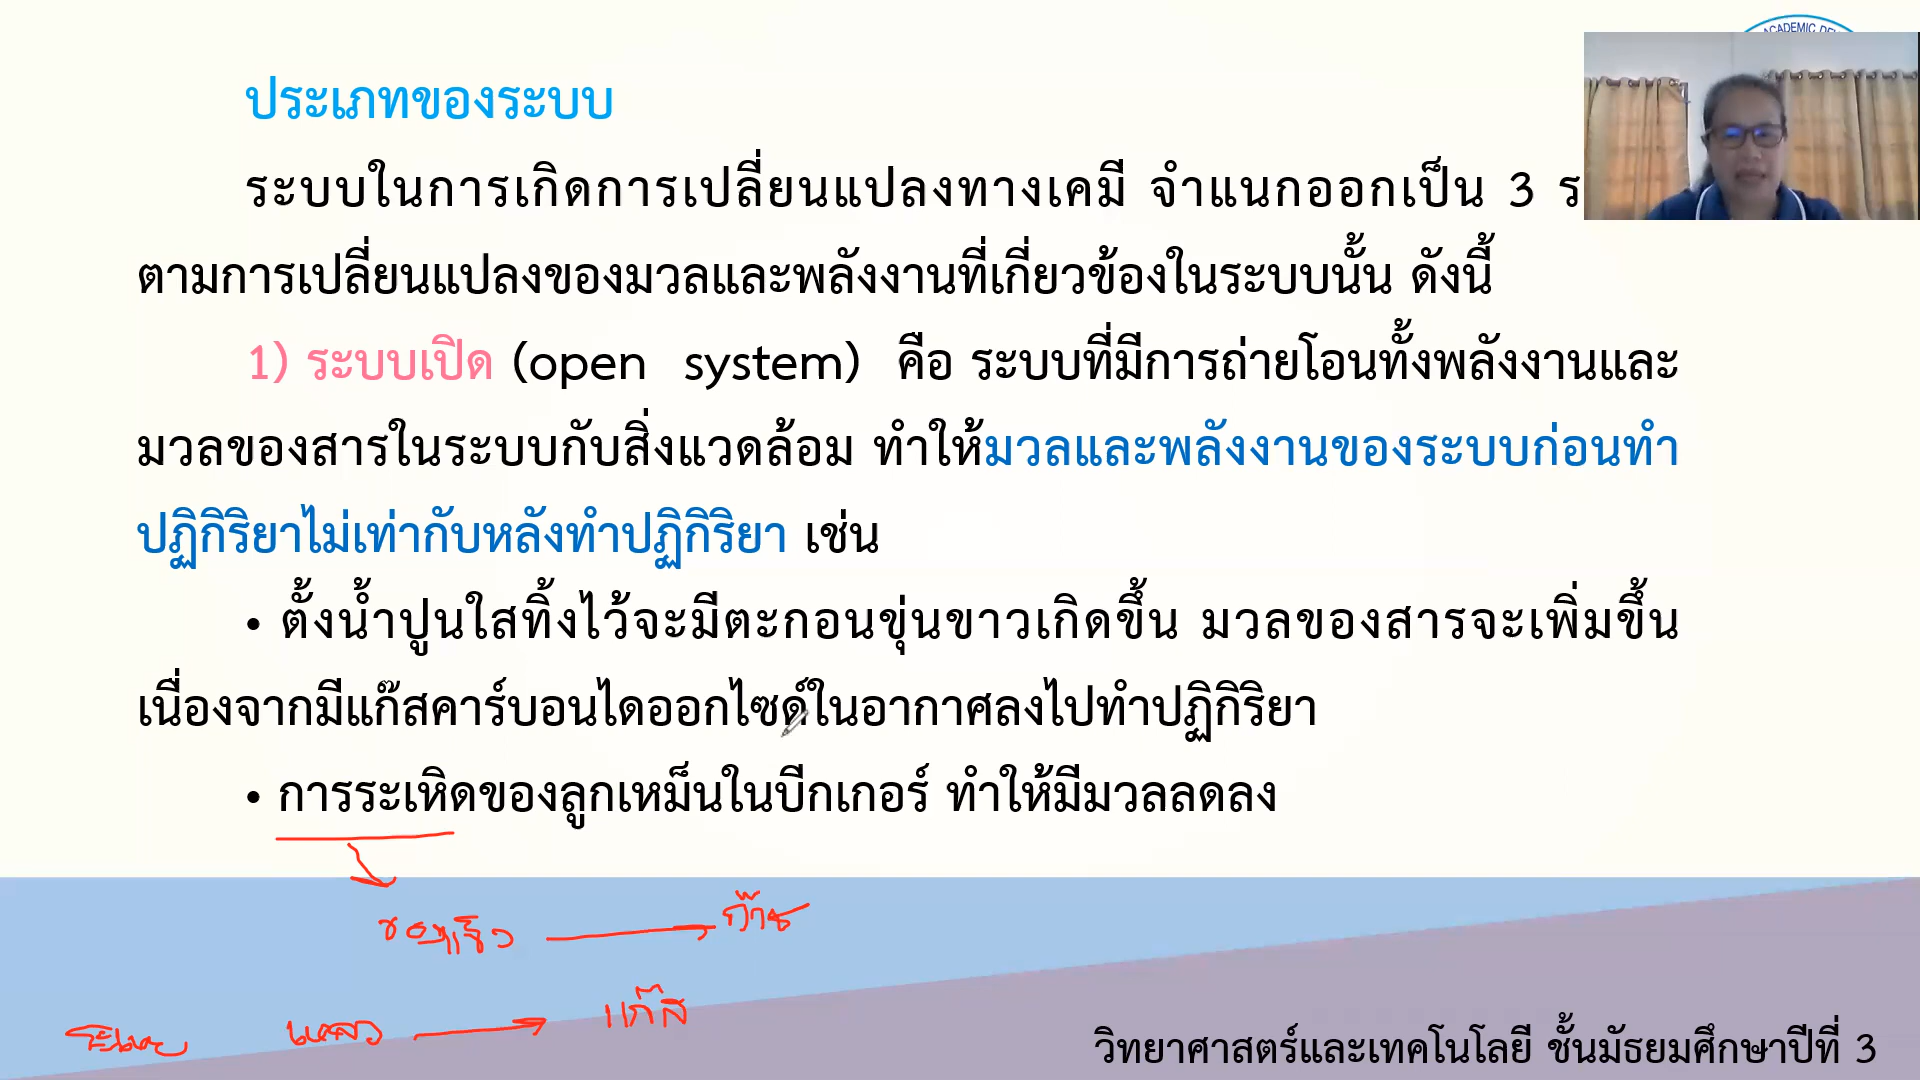 ACADEMIC
ประเภทของระบบ
ระบบในการเกิดการเปลี่ยนแปลงทางเคมี จำแนกออกเป็น 3 ร
ตามการเปลี่ยนแปลงของมวลและพลังงานที่เกี่ยวข้องในระบบนั้น ดังนี้
1) ระบบเปิด (open system) คือ ระบบที่มีการถ่ายโอนทั้งพลังงานและ
มวลของสารในระบบกับสิ่งแวดล้อม ทำให้มวลและพลังงานของระบบก่อนทำ
ปฏิกิริยาไม่เท่ากับหลังทำปฏิกิริยา เช่น
• ตั้งน้ำปูนใสทิ้งไว้จะมีตะกอนขุ่นขาวเกิดขึ้น มวลของสารจะเพิ่มขึ้น
เนื่องจากมีแก๊สคาร์บอนไดออกไซด์ในอากาศลงไปทำปฏิกิริยา
• การระเหิดของลูกเหม็นในบีกเกอร์ ทำให้มีมวลลดลง
ของแข็ง ก๊าซ
ระเหย เหลว แก๊ส
วิทยาศาสตร์และเทคโนโลยี ชั้นมัธยมศึกษาปีที่ 3